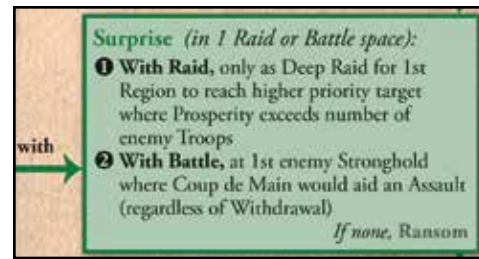 Surprise (in 1 Raid or Battle space):
❶ With Raid, only as Deep Raid for 1st
Region to reach higher priority target
where Prosperity exceeds number of
enemy Troops
with
❷ With Battle, at 1st enemy Stronghold
where Coup de Main would aid an Assault
(regardless of Withdrawal)
If none, Ransom